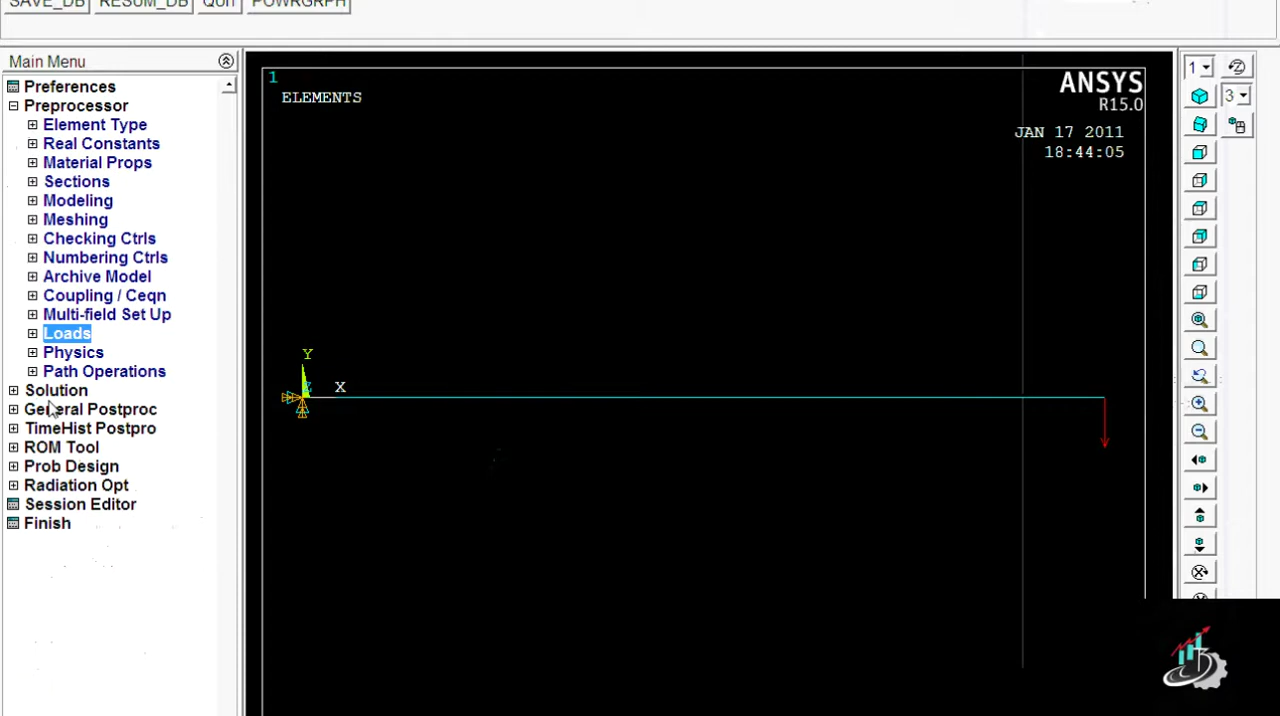 SAVE_DB RESUM_DB QUIT POWRGRPH
Main Menu
Preferences
Preprocessor
Element Type
Real Constants
Material Props
Sections
Modeling
Meshing
Checking Ctrls
Numbering Ctrls
Archive Model
Coupling / Ceqn
Multi-field Set Up
Loads
Physics
Path Operations
Solution
General Postproc
TimeHist Postpro
ROM Tool
Prob Design
Radiation Opt
Session Editor
Finish
1
ELEMENTS
ANSYS
R15.0
JAN 17 2011
18:44:05
Y
Z X
1
3